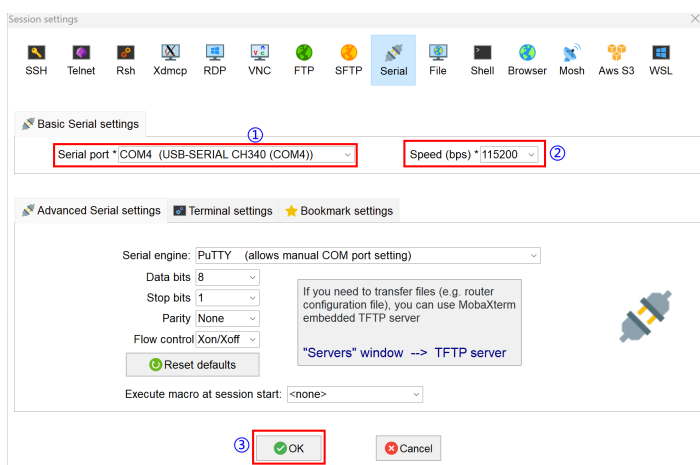 Session settings
SSH Telnet Rsh Xdmcp RDP VNC FTP SFTP Serial File Shell Browser Mosh Aws S3 WSL
Basic Serial settings
①
Serial port * COM4 (USB-SERIAL CH340 (COM4)) Speed (bps) * 115200 ②
Advanced Serial settings Terminal settings Bookmark settings
Serial engine: PuTTY (allows manual COM port setting)
Data bits 8
Stop bits 1
Parity None
Flow control Xon/Xoff
If you need to transfer files (e.g. router
configuration file), you can use MobaXterm
embedded TFTP server
"Servers" window --> TFTP server
Reset defaults
Execute macro at session start: <none>
③ OK Cancel